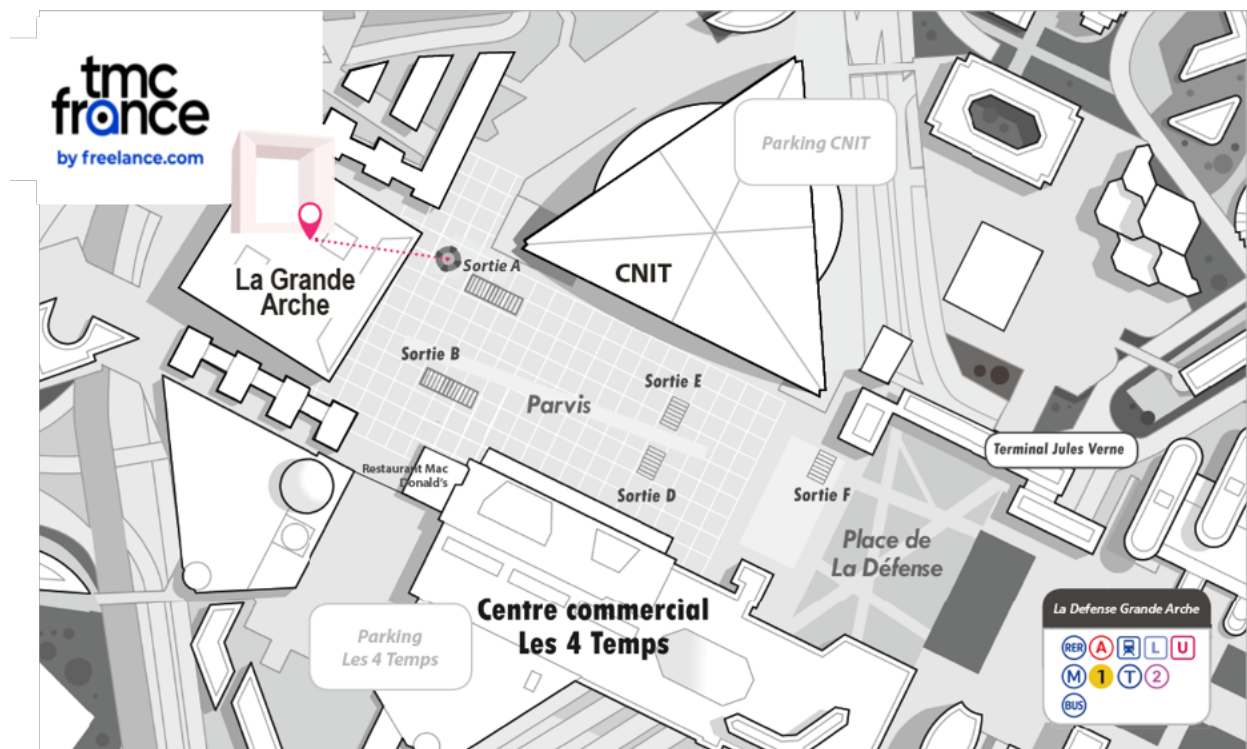 tmc
france
by freelance.com
Parking CNIT
La Grande
Arche
Sortie A
CNIT
Sortie B
Sortie E
Parvis
Terminal Jules Verne
Restaurant Mac
Donald's
Sortie D
Sortie F
Place de
La Défense
Centre commercial
Les 4 Temps
Parking
Les 4 Temps
La Defense Grande Arche
RER A L U
M 1 T 2
BUS